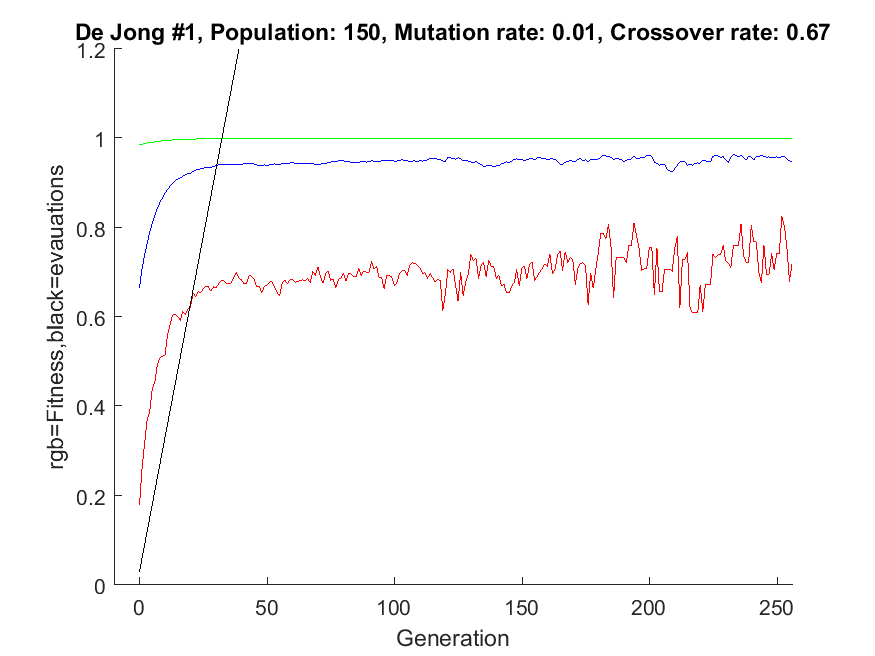 De Jong #1, Population: 150, Mutation rate: 0.01, Crossover rate: 0.67
1.2
1
0.8
0.6
0.4
0.2
0
rgb=Fitness,black=evauations
0 50 100 150 200 250
Generation